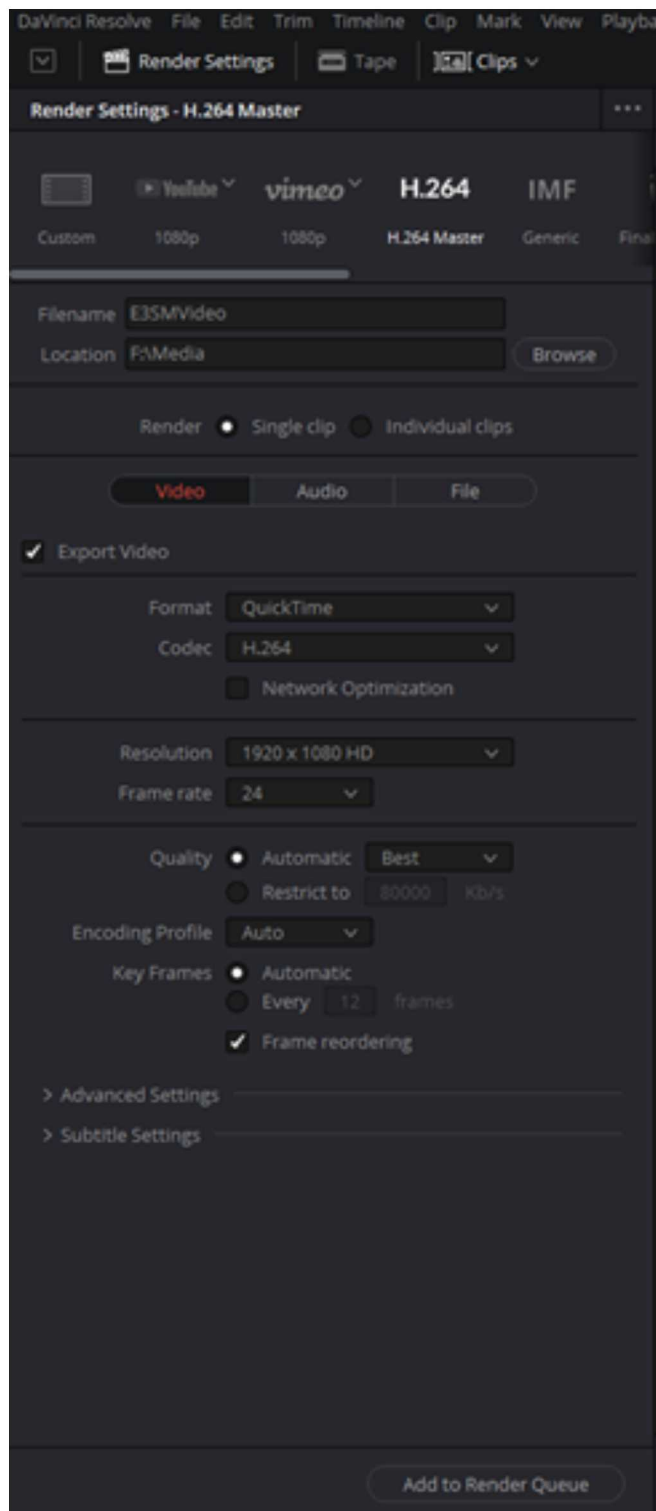 DaVinci Resolve File Edit Trim Timeline Clip Mark View Playba
Render Settings Tape Clips
Render Settings - H.264 Master
YouTube vimeo H.264 IMF
Custom 1080p 1080p H.264 Master Generic Final
Filename E3SMVideo
Location F:\Media Browse
Render Single clip Individual clips
Video Audio File
Export Video
Format QuickTime
Codec H.264
Network Optimization
Resolution 1920 x 1080 HD
Frame rate 24
Quality Automatic Best
Restrict to 80000 Kb/s
Encoding Profile Auto
Key Frames Automatic
Every 12 frames
Frame reordering
Advanced Settings
Subtitle Settings
Add to Render Queue